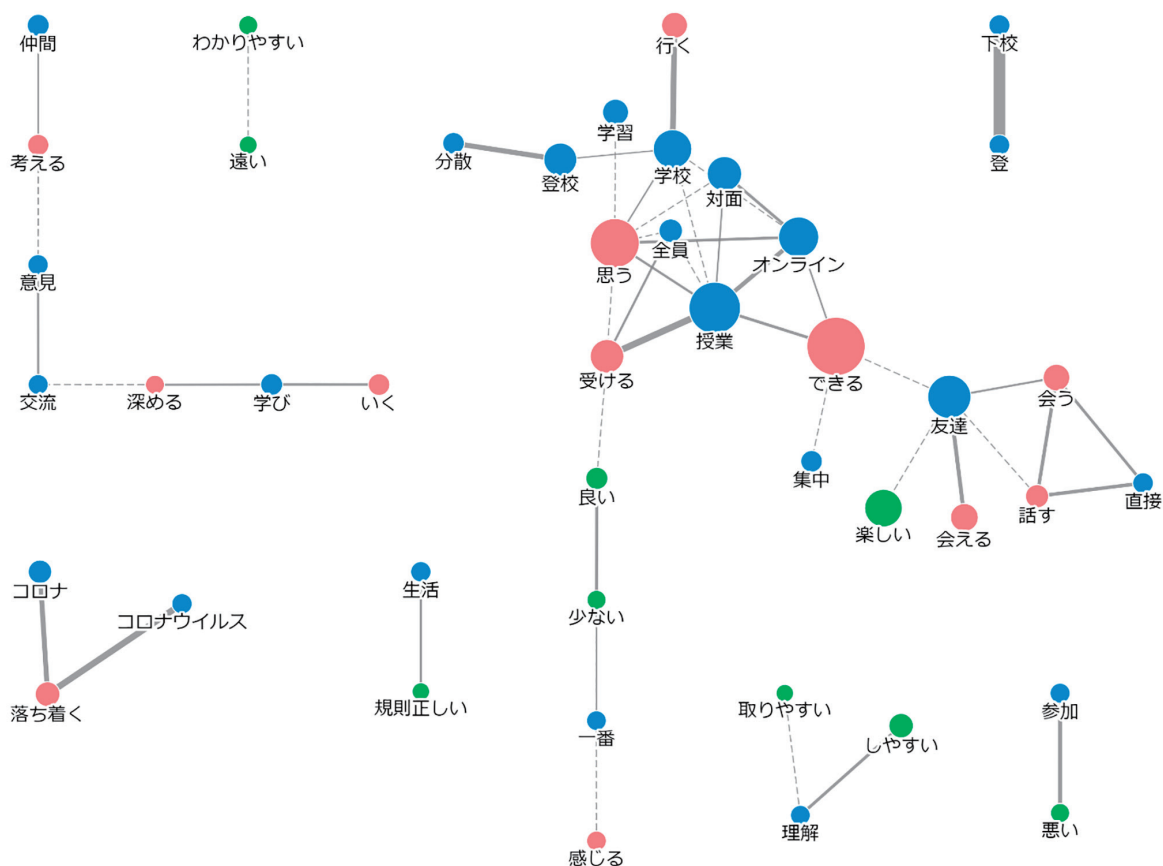 仲間
わかりやすい
行く
下校
学習
考える
遠い
分散
登校
学校
登
対面
全員
思う
オンライン
意見
授業
受ける
できる
交流
深める
学び
いく
会う
友達
集中
良い
楽しい
会える
話す
直接
コロナ
コロナウイルス
生活
少ない
落ち着く
規則正しい
取りやすい
参加
一番
しやすい
理解
悪い
感じる